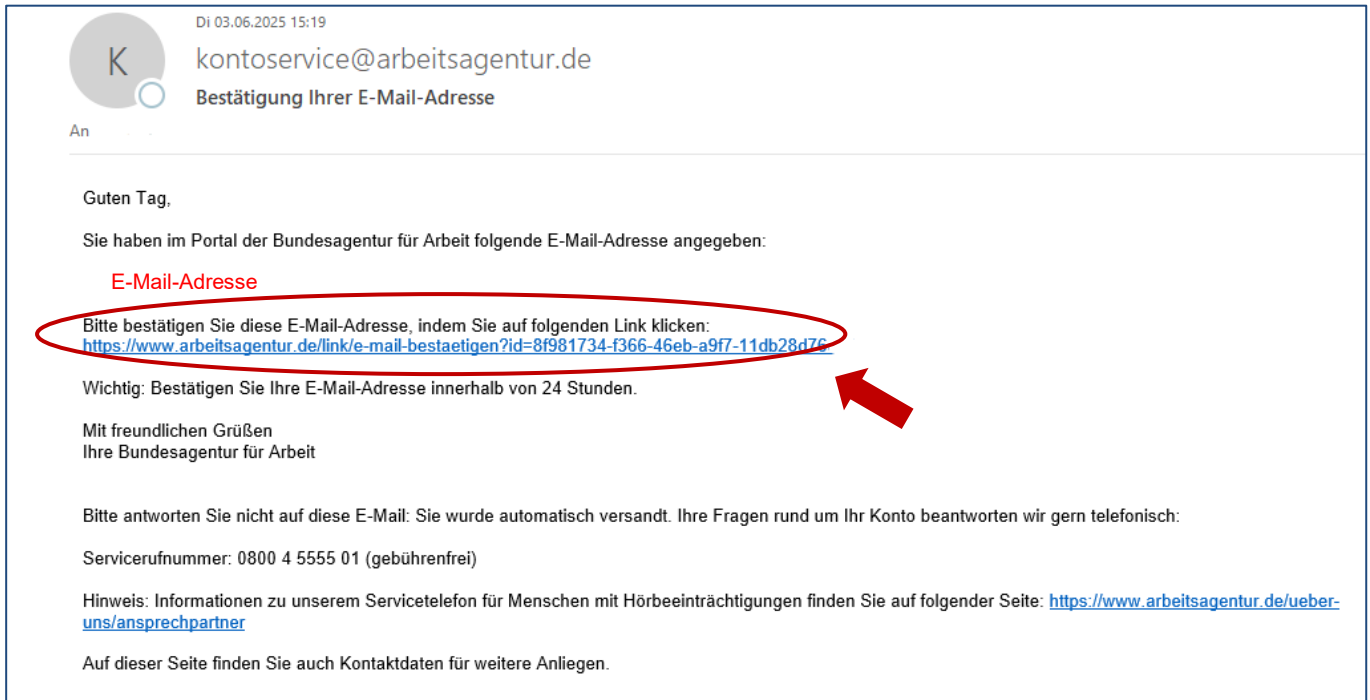 Di 03.06.2025 15:19
K
kontoservice@arbeitsagentur.de
Bestätigung Ihrer E-Mail-Adresse
An
Guten Tag,
Sie haben im Portal der Bundesagentur für Arbeit folgende E-Mail-Adresse angegeben:
E-Mail-Adresse
Bitte bestätigen Sie diese E-Mail-Adresse, indem Sie auf folgenden Link klicken:
https://www.arbeitsagentur.de/link/e-mail-bestaetigen?id=8f981734-f366-46eb-a9f7-11db28d76-
Wichtig: Bestätigen Sie Ihre E-Mail-Adresse innerhalb von 24 Stunden.
Mit freundlichen Grüßen
Ihre Bundesagentur für Arbeit
Bitte antworten Sie nicht auf diese E-Mail: Sie wurde automatisch versandt. Ihre Fragen rund um Ihr Konto beantworten wir gern telefonisch:
Servicerufnummer: 0800 4 5555 01 (gebührenfrei)
Hinweis: Informationen zu unserem Servicetelefon für Menschen mit Hörbeeinträchtigungen finden Sie auf folgender Seite: https://www.arbeitsagentur.de/ueber-
uns/ansprechpartner
Auf dieser Seite finden Sie auch Kontaktdaten für weitere Anliegen.